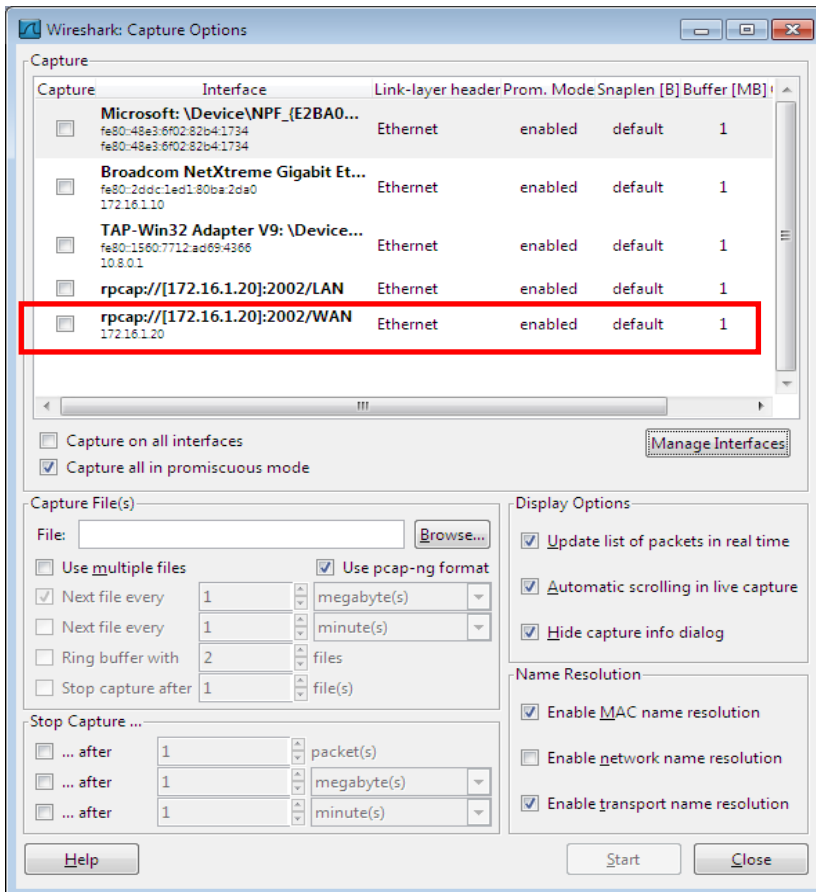 Wireshark: Capture Options
Capture
Capture Interface Link-layer header Prom. Mode Snaplen [B] Buffer [MB]
Microsoft: \Device\NPF_{E2BA0...
fe80::48e3:6f02:82b4:1734
fe80::48e3:6f02:82b4:1734
Ethernet enabled default 1
Broadcom NetXtreme Gigabit Et...
fe80::2ddc:1ed1:80ba:2da0
172.16.1.10
Ethernet enabled default 1
TAP-Win32 Adapter V9: \Device...
fe80::1560:7712:ad69:4366
10.8.0.1
Ethernet enabled default 1
rpcap://[172.16.1.20]:2002/LAN Ethernet enabled default 1
rpcap://[172.16.1.20]:2002/WAN
172.16.1.20
Ethernet enabled default 1
Capture on all interfaces
Manage Interfaces
Capture all in promiscuous mode
Capture File(s)
File: Browse...
Use multiple files Use pcap-ng format
Next file every 1 megabyte(s)
Next file every 1 minute(s)
Ring buffer with 2 files
Stop capture after 1 file(s)
Stop Capture ...
... after 1 packet(s)
... after 1 megabyte(s)
... after 1 minute(s)
Display Options
Update list of packets in real time
Automatic scrolling in live capture
Hide capture info dialog
Name Resolution
Enable MAC name resolution
Enable network name resolution
Enable transport name resolution
Help Start Close